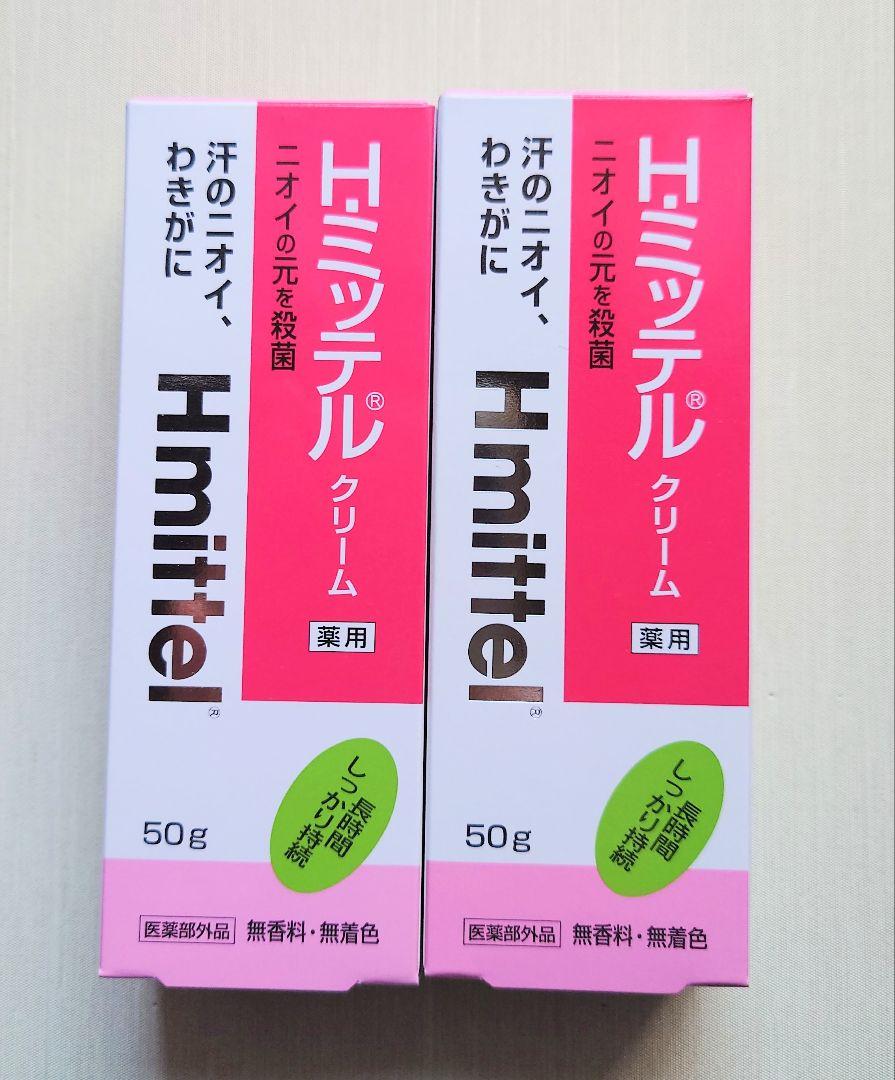 汗のニオイ、
わきがに
ニオイの元を殺菌
H・ミッテル®クリーム
薬用
Hmittel®
長時間
しっかり持続
50g
医薬部外品 無香料・無着色
汗のニオイ、
わきがに
ニオイの元を殺菌
H・ミッテル®クリーム
薬用
Hmittel®
長時間
しっかり持続
50g
医薬部外品 無香料・無着色